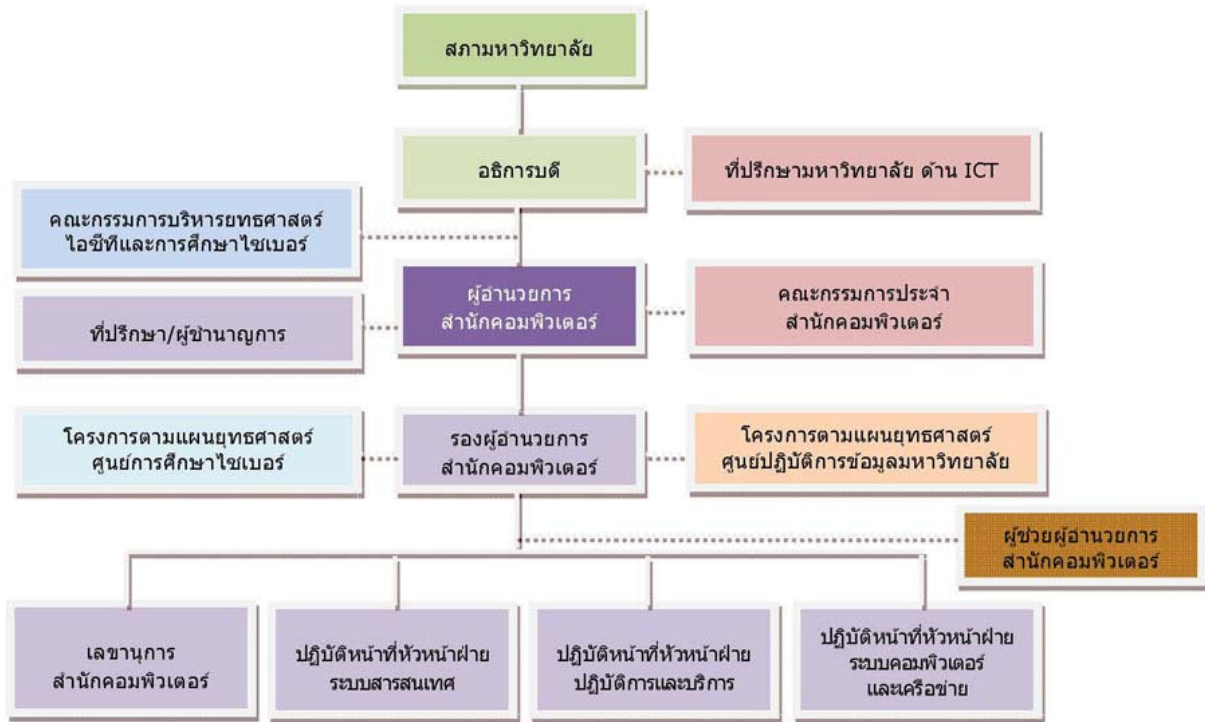 สภามหาวิทยาลัย
อธิการบดี
ที่ปรึกษามหาวิทยาลัย ด้าน ICT
คณะกรรมการบริหารยทธศาสตร์
ไอซีทีและการศึกษาไซเบอร์
ผู้อำนวยการ
สำนักคอมพิวเตอร์
คณะกรรมการประจำ
สำนักคอมพิวเตอร์
ที่ปรึกษา/ผู้ชำนาญการ
โครงการตามแผนยุทธศาสตร์
ศูนย์การศึกษาไซเบอร์
รองผู้อำนวยการ
สำนักคอมพิวเตอร์
โครงการตามแผนยุทธศาสตร์
ศูนย์ปฏิบัติการข้อมูลมหาวิทยาลัย
ผู้ช่วยผู้อำนวยการ
สำนักคอมพิวเตอร์
เลขานุการ
สำนักคอมพิวเตอร์
ปฏิบัติหน้าที่หัวหน้าฝ่าย
ระบบสารสนเทศ
ปฏิบัติหน้าที่หัวหน้าฝ่าย
ปฏิบัติการและบริการ
ปฏิบัติหน้าที่หัวหน้าฝ่าย
ระบบคอมพิวเตอร์
และเครือข่าย